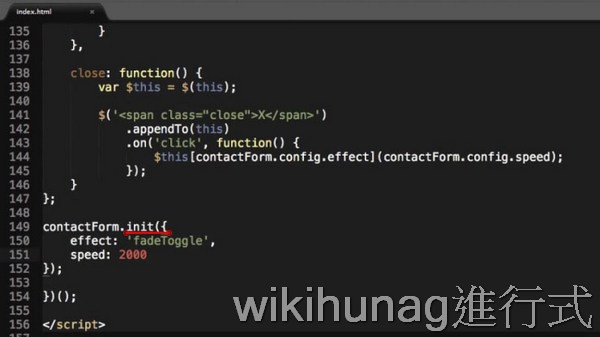 index.html ×
135 }
136 },
137
138 close: function() {
139 var $this = $(this);
140
141 $('<span class="close">X</span>')
142 .appendTo(this)
143 .on('click', function() {
144 $this[contactForm.config.effect](contactForm.config.speed);
145 });
146 }
147 };
148
149 contactForm.init({
150 effect: 'fadeToggle',
151 speed: 2000
152 });
153
154 })();
155
156 </script>
157
wikihunag進行式